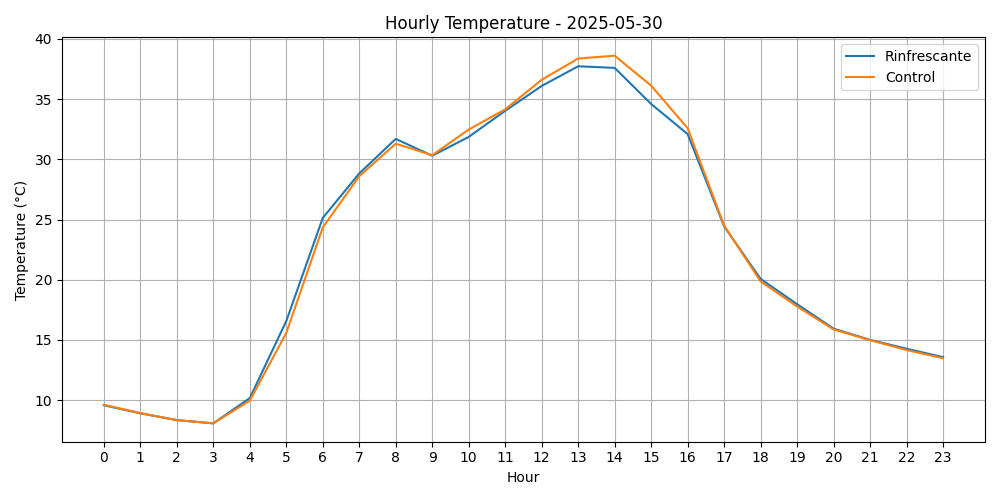 Hourly Temperature - 2025-05-30
Rinfrescante
Control
Temperature (°C)
40
35
30
25
20
15
10
0 1 2 3 4 5 6 7 8 9 10 11 12 13 14 15 16 17 18 19 20 21 22 23
Hour